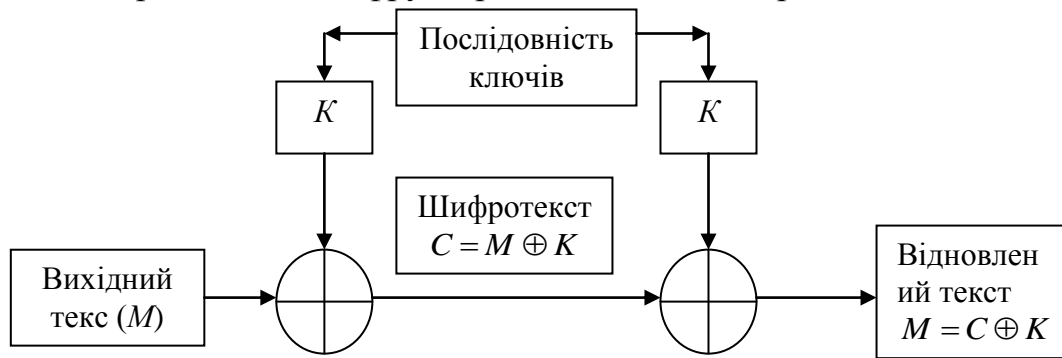 Послідовність
ключів
К
К
Шифротекст
C = M ⊕ K
Вихідний
текс (М)
Відновлен
ий текст
M = C ⊕ K